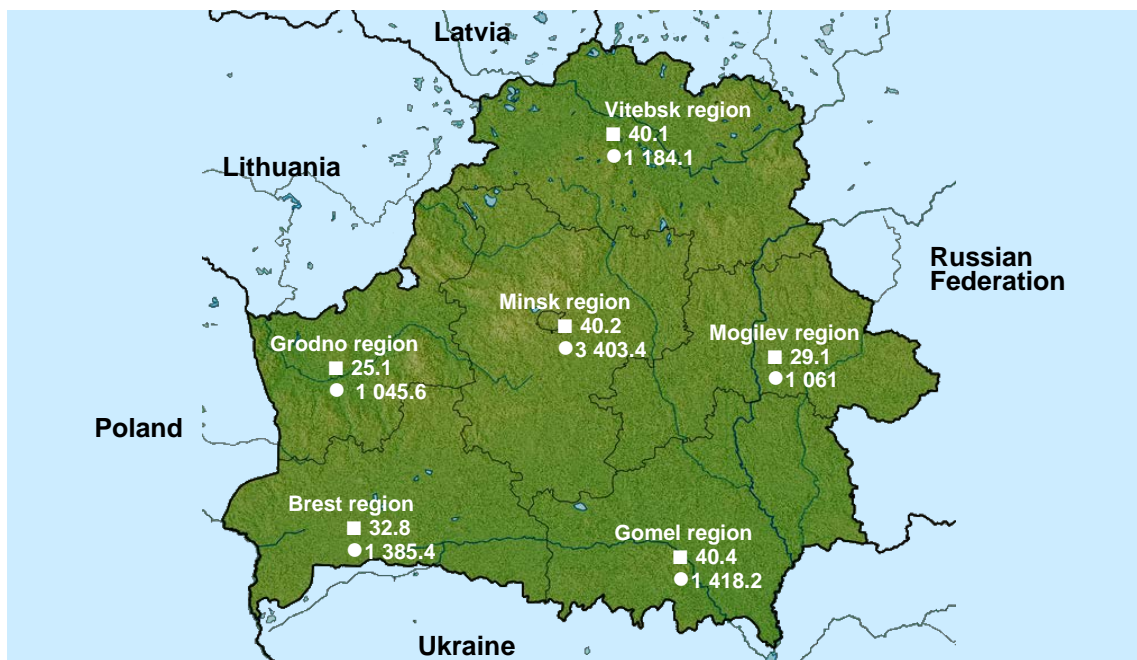 Latvia
Vitebsk region
40.1
1 184.1
Lithuania
Russian
Federation
Minsk region
40.2
3 403.4
Mogilev region
29.1
1 061
Grodno region
25.1
1 045.6
Poland
Brest region
32.8
1 385.4
Gomel region
40.4
1 418.2
Ukraine